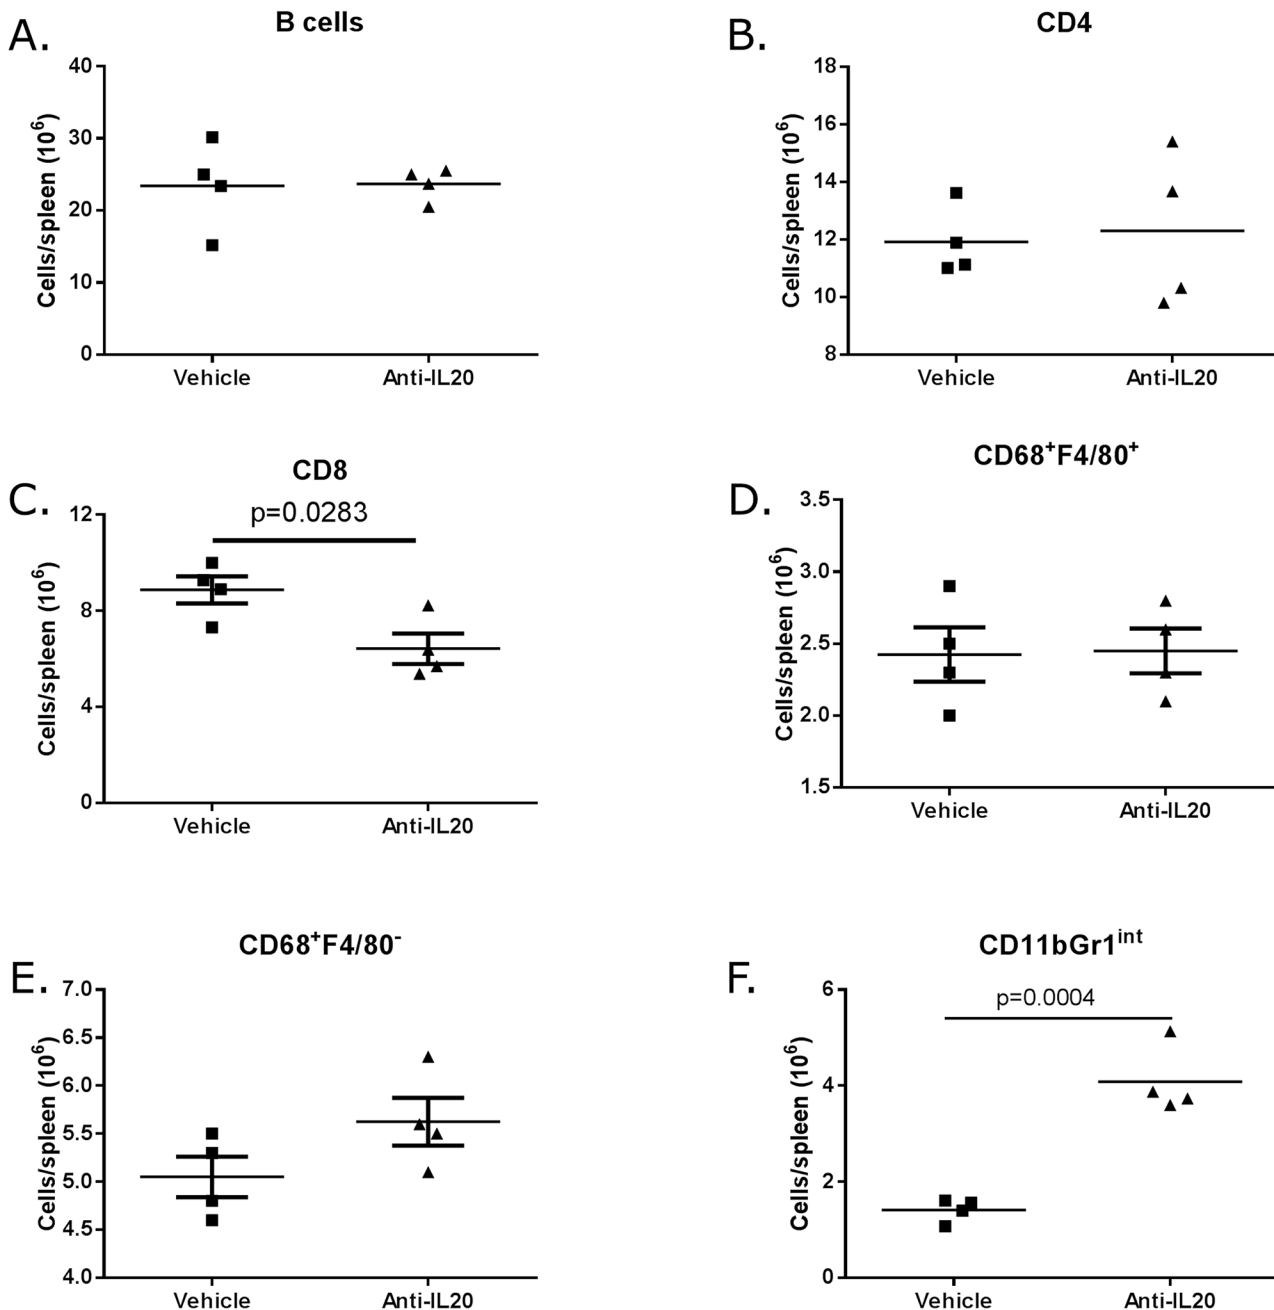 A.
B cells
40
30
20
10
0
Cells/spleen (10⁶)
Vehicle
Anti-IL20
B.
CD4
18
16
14
12
10
8
Cells/spleen (10⁶)
Vehicle
Anti-IL20
C.
CD8
p=0.0283
12
8
4
0
Cells/spleen (10⁶)
Vehicle
Anti-IL20
D.
CD68⁺F4/80⁺
3.5
3.0
2.5
2.0
1.5
Cells/spleen (10⁶)
Vehicle
Anti-IL20
E.
CD68⁺F4/80⁻
7.0
6.5
6.0
5.5
5.0
4.5
4.0
Cells/spleen (10⁶)
Vehicle
Anti-IL20
F.
CD11bGr1ⁱⁿᵗ
p=0.0004
6
4
2
0
Cells/spleen (10⁶)
Vehicle
Anti-IL20